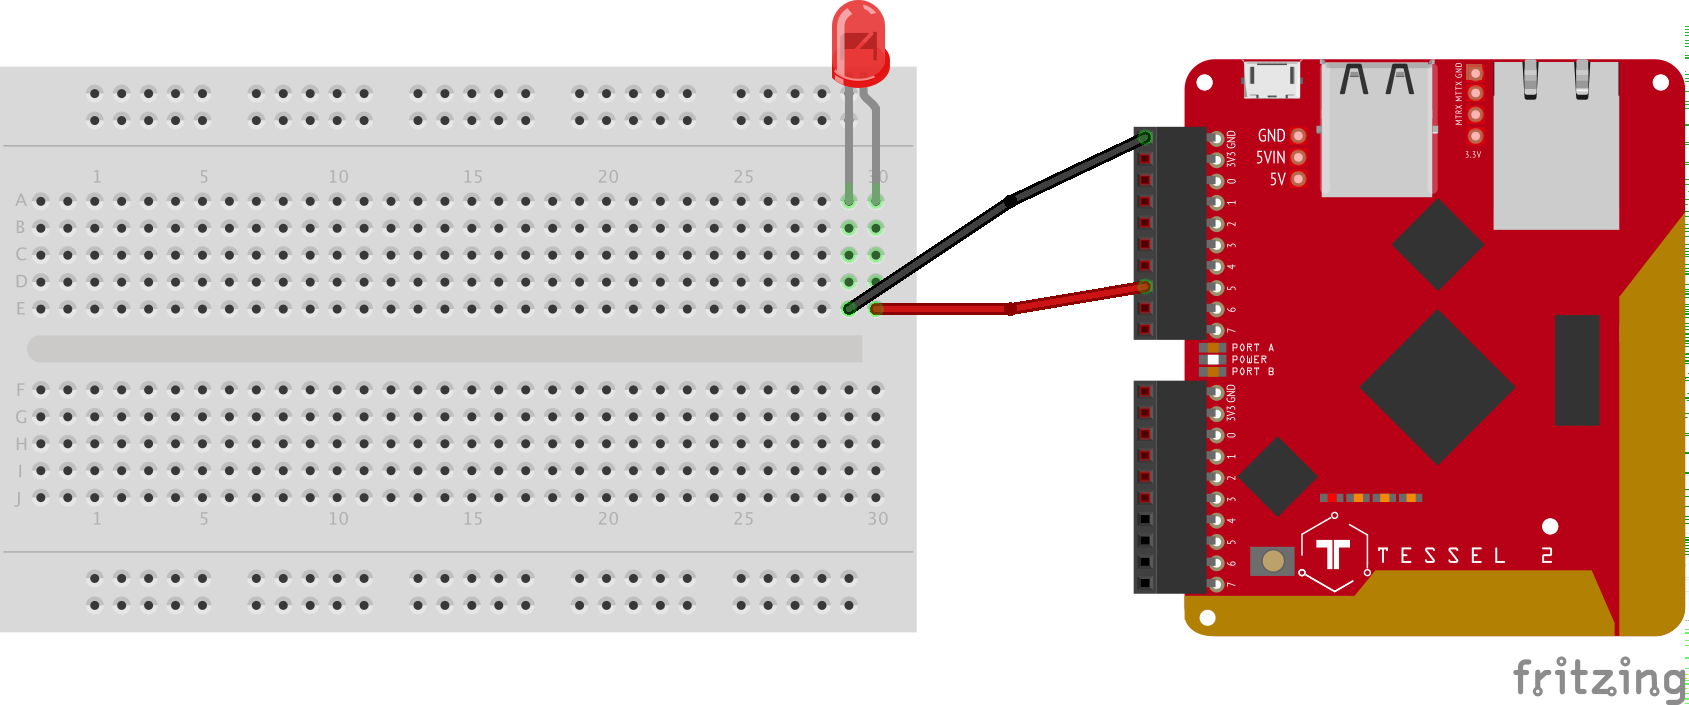 1 5 10 15 20 25 30
A
B
C
D
E
F
G
H
I
J
1 5 10 15 20 25 30
GND
3V3
0
1
2
3
4
5
6
7
GND
5VIN
5V
MTRX MTTX GND
3.3V
PORT A
POWER
PORT B
GND
3V3
0
1
2
3
4
5
6
7
TESSEL 2
fritzing